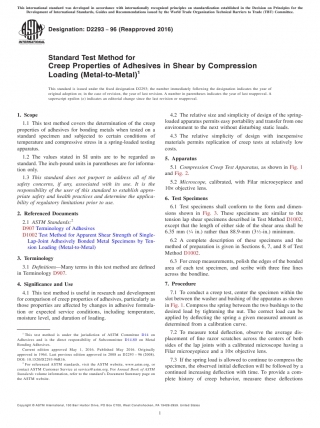 This international standard was developed in accordance with internationally recognized principles on standardization established in the Decision on Principles for the
Development of International Standards, Guides and Recommendations issued by the World Trade Organization Technical Barriers to Trade (TBT) Committee.
Designation: D2293 − 96 (Reapproved 2016)
Standard Test Method for
Creep Properties of Adhesives in Shear by Compression
Loading (Metal-to-Metal)¹
This standard is issued under the fixed designation D2293; the number immediately following the designation indicates the year of
original adoption or, in the case of revision, the year of last revision. A number in parentheses indicates the year of last reapproval. A
superscript epsilon (ε) indicates an editorial change since the last revision or reapproval.
1. Scope
1.1 This test method covers the determination of the creep
properties of adhesives for bonding metals when tested on a
standard specimen and subjected to certain conditions of
temperature and compressive stress in a spring-loaded testing
apparatus.
1.2 The values stated in SI units are to be regarded as
standard. The inch-pound units in parentheses are for informa-
tion only.
1.3 This standard does not purport to address all of the
safety concerns, if any, associated with its use. It is the
responsibility of the user of this standard to establish appro-
priate safety and health practices and determine the applica-
bility of regulatory limitations prior to use.
2. Referenced Documents
2.1 ASTM Standards:²
D907 Terminology of Adhesives
D1002 Test Method for Apparent Shear Strength of Single-
Lap-Joint Adhesively Bonded Metal Specimens by Ten-
sion Loading (Metal-to-Metal)
3. Terminology
3.1 Definitions—Many terms in this test method are defined
in Terminology D907.
4. Significance and Use
4.1 This test method is useful in research and development
for comparison of creep properties of adhesives, particularly as
those properties are affected by changes in adhesive formula-
tion or expected service conditions, including temperature,
moisture level, and duration of loading.
¹ This test method is under the jurisdiction of ASTM Committee D14 on
Adhesives and is the direct responsibility of Subcommittee D14.80 on Metal
Bonding Adhesives.
Current edition approved May 1, 2016. Published May 2016. Originally
approved in
DOI: 10.1520/D2293-96R16.
² For referenced ASTM standards, visit the ASTM website, www.astm.org, or
contact ASTM Customer Service at service@astm.org. For Annual Book of ASTM
Standards volume information, refer to the standard's Document Summary page on
the ASTM website.
4.2 The relative size and simplicity of design of the spring-
loaded apparatus permits easy portability and transfer from one
environment to the next without disturbing static loads.
4.3 The relative simplicity of design with inexpensive
materials permits replication of creep tests at relatively low
costs.
5. Apparatus
5.1 Compression Creep Test Apparatus, as shown in Fig. 1
and Fig. 2.
5.2 Microscope, calibrated, with Filar micrometer and
10× objective lens.
6. Test Specimens
6.1 Test specimens shall conform to the form and dimen-
sions shown in Fig. 3. These specimens are similar to the
tension lap shear specimens described in Test Method D1002,
except that the length of either side of the shear area shall be
6.35 mm (¼ in.) rather than 88.9 mm (3½ in.) minimum.
6.2 A complete description of these specimens and the
method of preparation is given in Sections 6, 7, and 8 of Test
Method D1002.
6.3 For creep measurements, polish the edges of the bonded
area of each test specimen, and scribe with three fine lines
across the bondline.
7. Procedure
7.1 To conduct a creep test, center the specimen within the
slot between the washer and bushing of the apparatus as shown
in Fig. 1. Compress the spring between the two bushings to the
desired load by tightening the nut. The correct load can be
applied by deflecting the spring a given measured amount as
determined from a calibration curve.
7.2 To measure total deflection, observe the average dis-
placement of fine razor scratches across the centers of both
sides of the lap joints with a calibrated microscope having a
Filar micrometer and a 10× objective lens.
7.3 If the spring load is allowed to continue to compress the
specimen, the observed initial deflection will be followed by a
continued increasing deflection with time. To provide a com-
plete history of creep behavior, measure these deflections
Copyright © ASTM International, 100 Barr Harbor Drive, PO Box C700, West Conshohocken, PA 19428-2959. United States
1